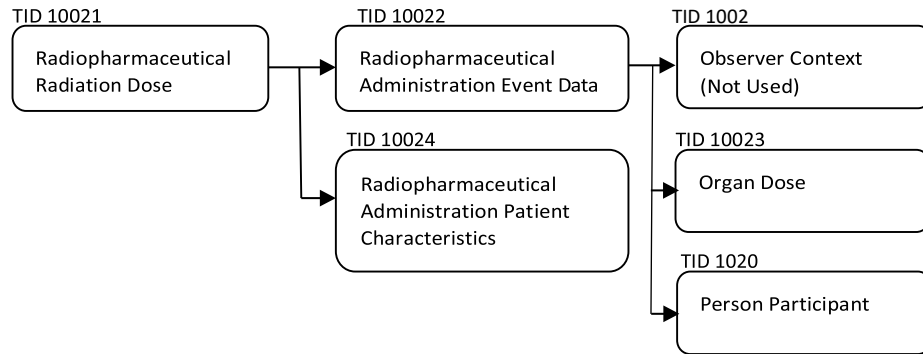 TID 10021
Radiopharmaceutical
Radiation Dose
TID 10022
Radiopharmaceutical
Administration Event Data
TID 1002
Observer Context
(Not Used)
TID 10024
Radiopharmaceutical
Administration Patient
Characteristics
TID 10023
Organ Dose
TID 1020
Person Participant